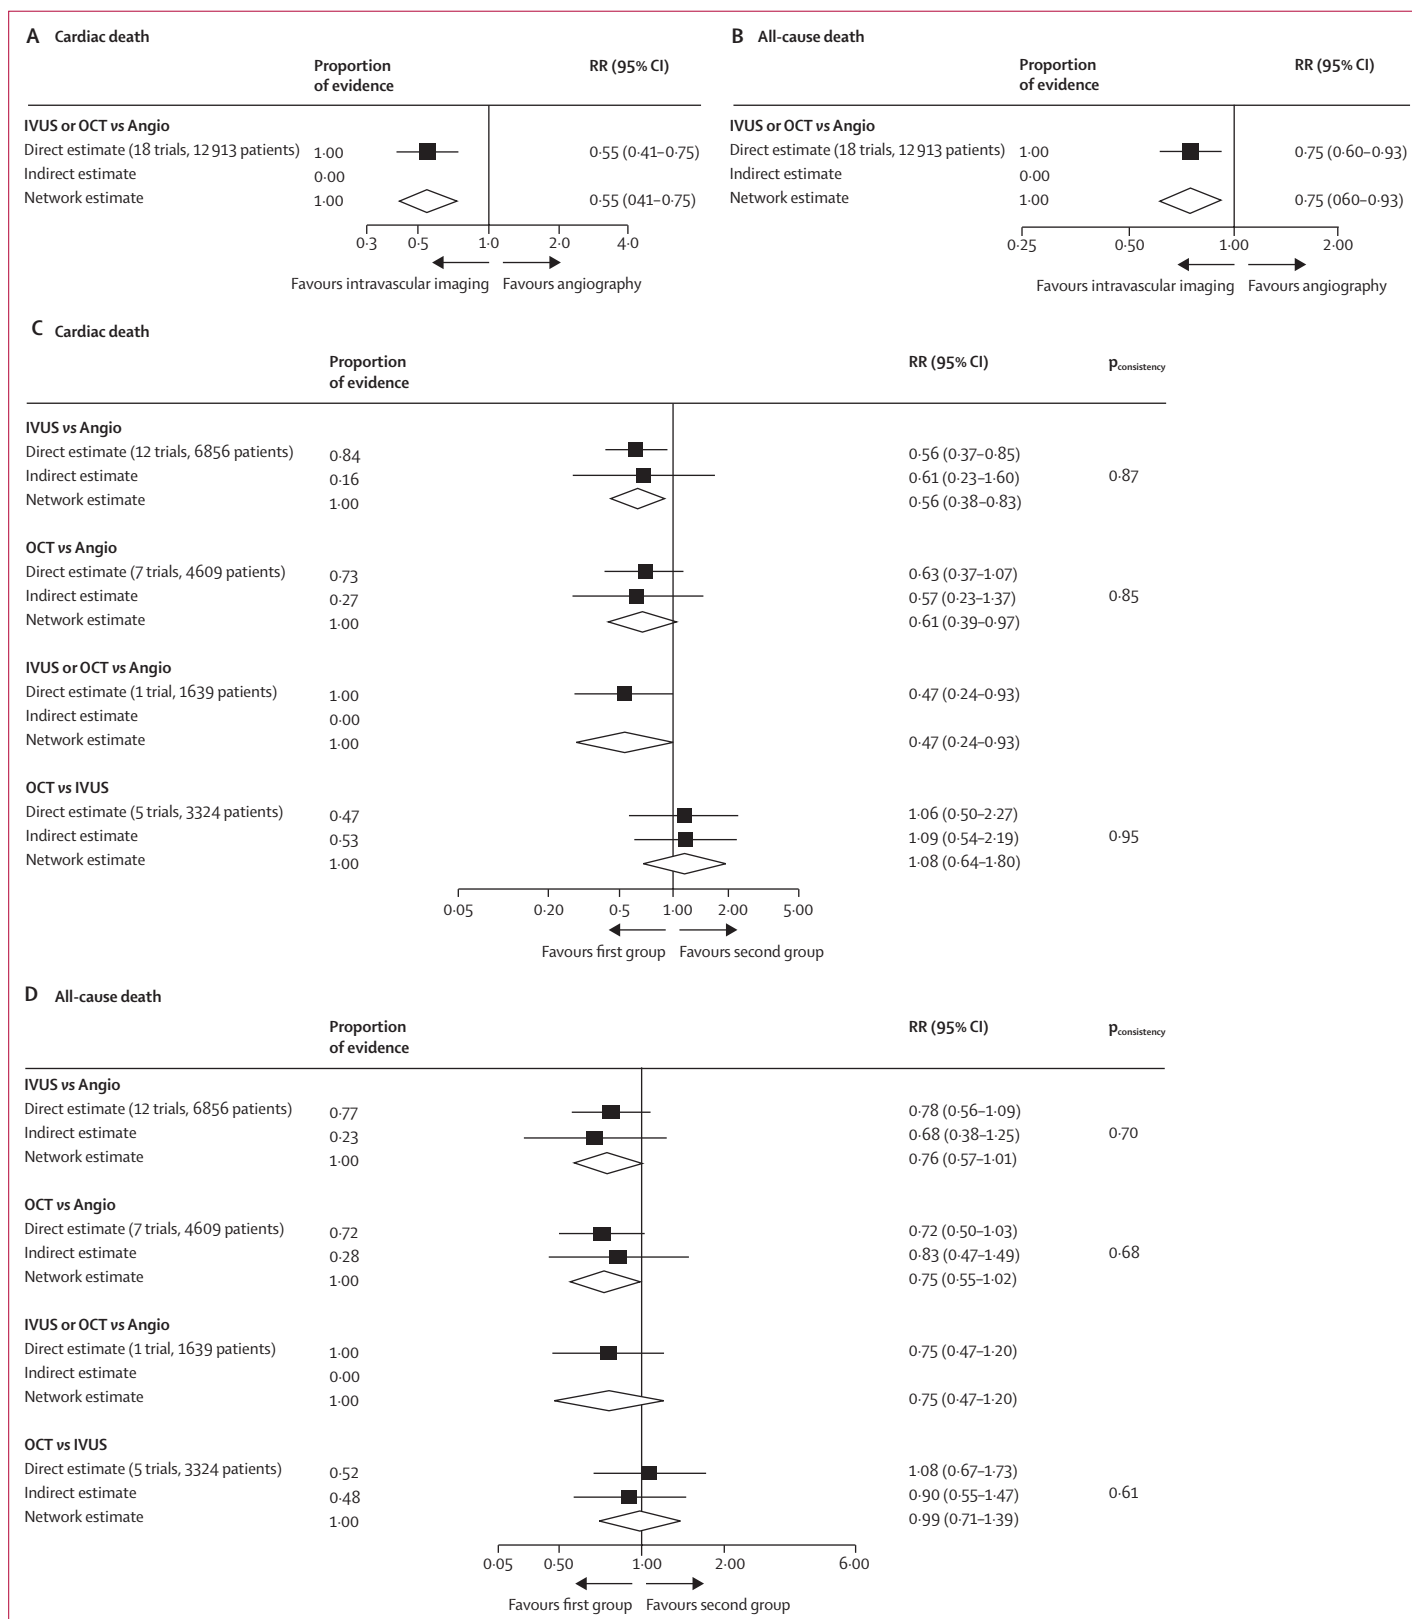 A Cardiac death
Proportion of evidence RR (95% CI)
IVUS or OCT vs Angio
Direct estimate (18 trials, 12 913 patients) 1·00 0·55 (0·41–0·75)
Indirect estimate 0·00
Network estimate 1·00 0·55 (041–0·75)
0·3 0·5 1·0 2·0 4·0
Favours intravascular imaging Favours angiography
B All-cause death
Proportion of evidence RR (95% CI)
IVUS or OCT vs Angio
Direct estimate (18 trials, 12 913 patients) 1·00 0·75 (0·60–0·93)
Indirect estimate 0·00
Network estimate 1·00 0·75 (060–0·93)
0·25 0·50 1·00 2·00
Favours intravascular imaging Favours angiography
C Cardiac death
Proportion of evidence RR (95% CI) pconsistency
IVUS vs Angio
Direct estimate (12 trials, 6856 patients) 0·84 0·56 (0·37–0·85)
Indirect estimate 0·16 0·61 (0·23–1·60) 0·87
Network estimate 1·00 0·56 (0·38–0·83)
OCT vs Angio
Direct estimate (7 trials, 4609 patients) 0·73 0·63 (0·37–1·07)
Indirect estimate 0·27 0·57 (0·23–1·37) 0·85
Network estimate 1·00 0·61 (0·39–0·97)
IVUS or OCT vs Angio
Direct estimate (1 trial, 1639 patients) 1·00 0·47 (0·24–0·93)
Indirect estimate 0·00
Network estimate 1·00 0·47 (0·24–0·93)
OCT vs IVUS
Direct estimate (5 trials, 3324 patients) 0·47 1·06 (0·50–2·27)
Indirect estimate 0·53 1·09 (0·54–2·19) 0·95
Network estimate 1·00 1·08 (0·64–1·80)
0·05 0·20 0·5 1·00 2·00 5·00
Favours first group Favours second group
D All-cause death
Proportion of evidence RR (95% CI) pconsistency
IVUS vs Angio
Direct estimate (12 trials, 6856 patients) 0·77 0·78 (0·56–1·09)
Indirect estimate 0·23 0·68 (0·38–1·25) 0·70
Network estimate 1·00 0·76 (0·57–1·01)
OCT vs Angio
Direct estimate (7 trials, 4609 patients) 0·72 0·72 (0·50–1·03)
Indirect estimate 0·28 0·83 (0·47–1·49) 0·68
Network estimate 1·00 0·75 (0·55–1·02)
IVUS or OCT vs Angio
Direct estimate (1 trial, 1639 patients) 1·00 0·75 (0·47–1·20)
Indirect estimate 0·00
Network estimate 1·00 0·75 (0·47–1·20)
OCT vs IVUS
Direct estimate (5 trials, 3324 patients) 0·52 1·08 (0·67–1·73)
Indirect estimate 0·48 0·90 (0·55–1·47) 0·61
Network estimate 1·00 0·99 (0·71–1·39)
0·05 0·50 1·00 2·00 6·00
Favours first group Favours second group